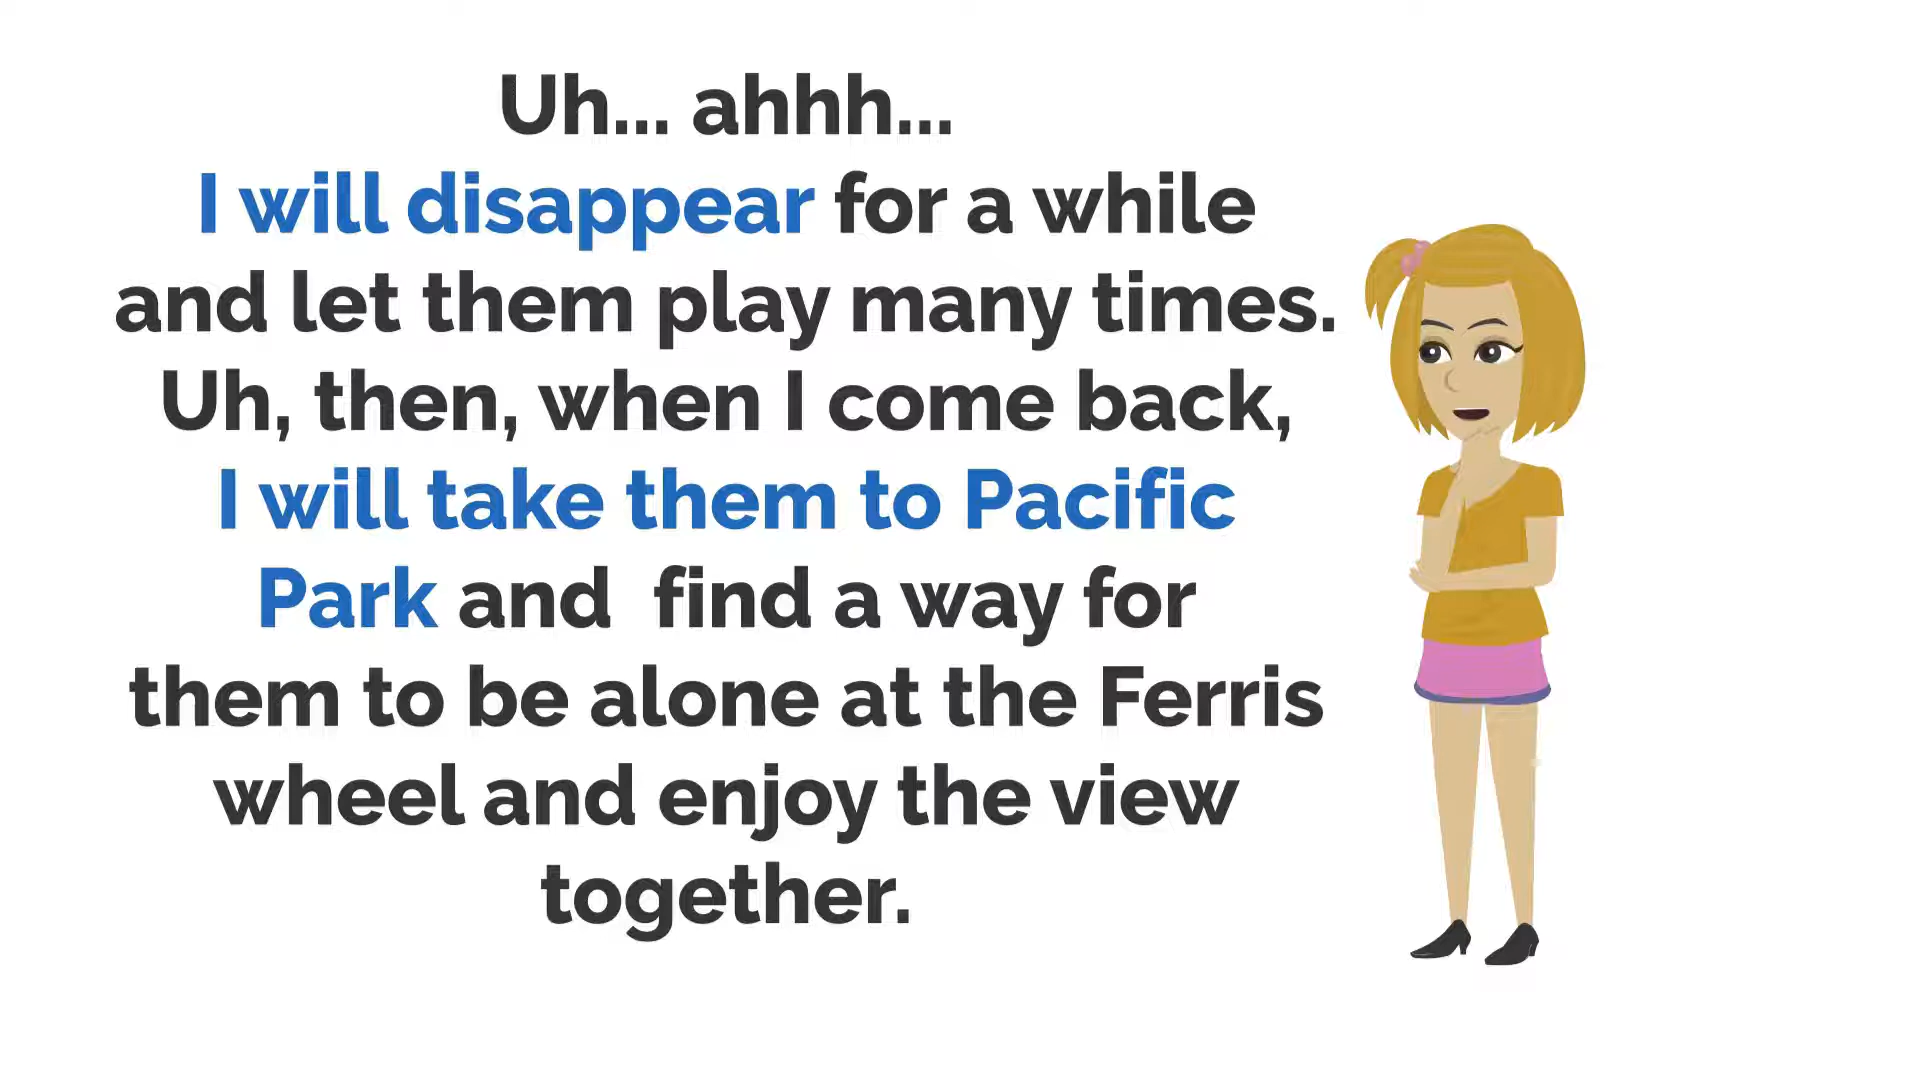 Uh... ahhh...
I will disappear for a while
and let them play many times.
Uh, then, when I come back,
I will take them to Pacific
Park and  find a way for
them to be alone at the Ferris
wheel and enjoy the view
together.